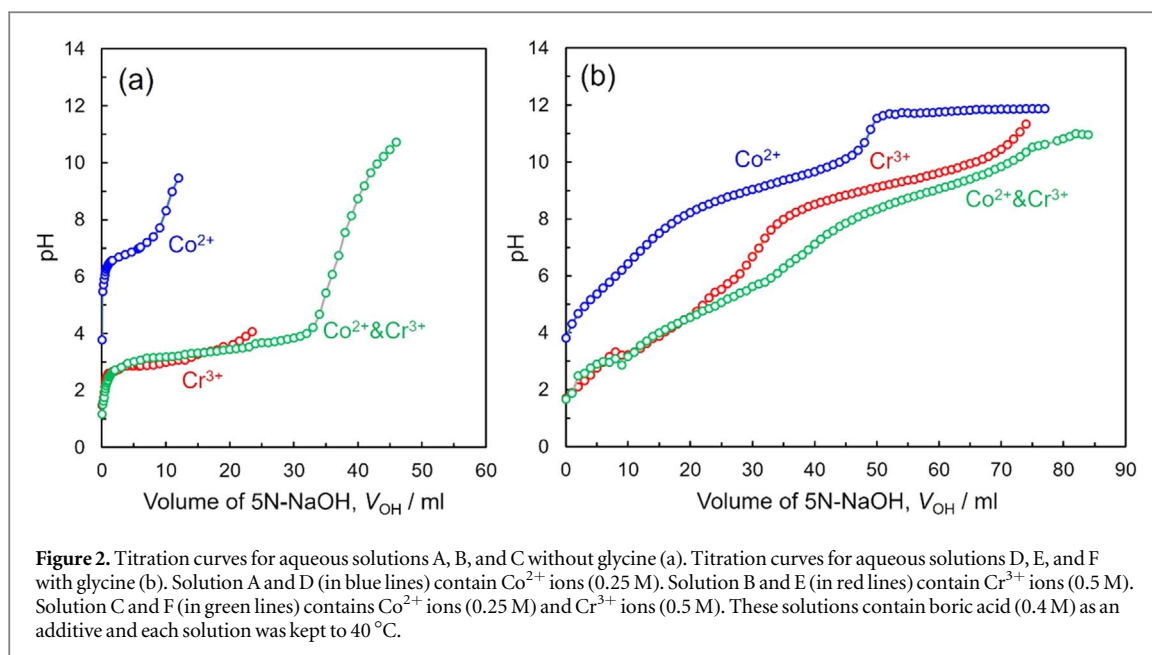 14
12
10
8
6
4
2
0
pH
(a)
Co²⁺
Cr³⁺
Co²⁺&Cr³⁺
0 10 20 30 40 50 60
Volume of 5N-NaOH, V_OH / ml
14
12
10
8
6
4
2
0
pH
(b)
Co²⁺
Cr³⁺
Co²⁺&Cr³⁺
0 10 20 30 40 50 60 70 80 90
Volume of 5N-NaOH, V_OH / ml
Figure 2. Titration curves for aqueous solutions A, B, and C without glycine (a). Titration curves for aqueous solutions D, E, and F
with glycine (b). Solution A and D (in blue lines) contain Co²⁺ ions (0.25 M). Solution B and E (in red lines) contain Cr³⁺ ions (0.5 M).
Solution C and F (in green lines) contains Co²⁺ ions (0.25 M) and Cr³⁺ ions (0.5 M). These solutions contain boric acid (0.4 M) as an
additive and each solution was kept to 40 °C.